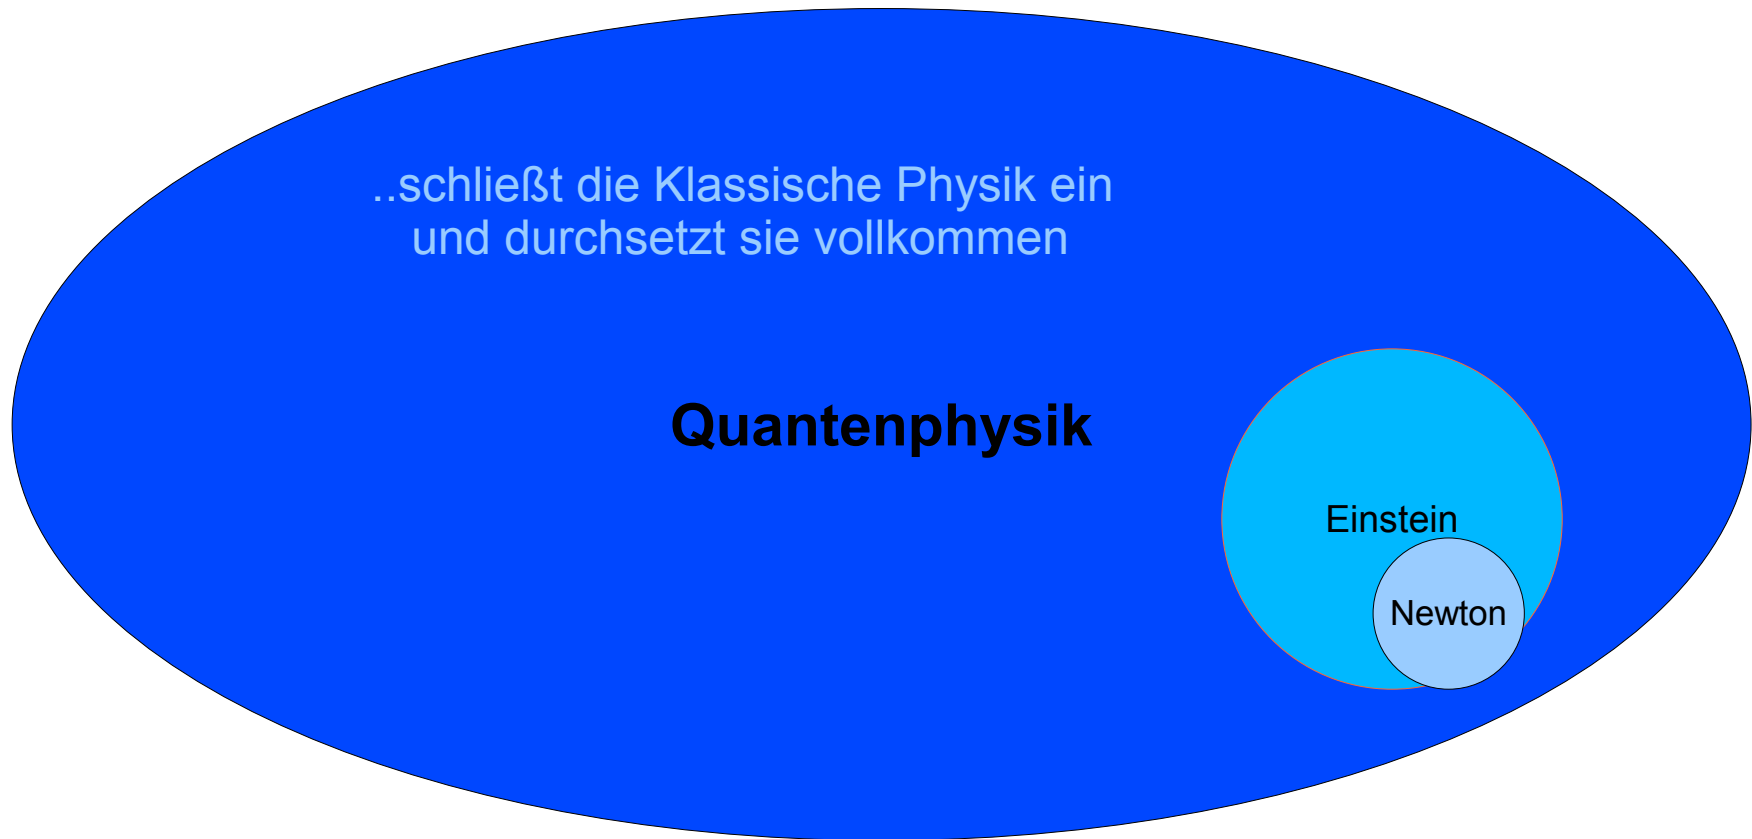 ..schließt die Klassische Physik ein
und durchsetzt sie vollkommen
Quantenphysik
Einstein
Newton